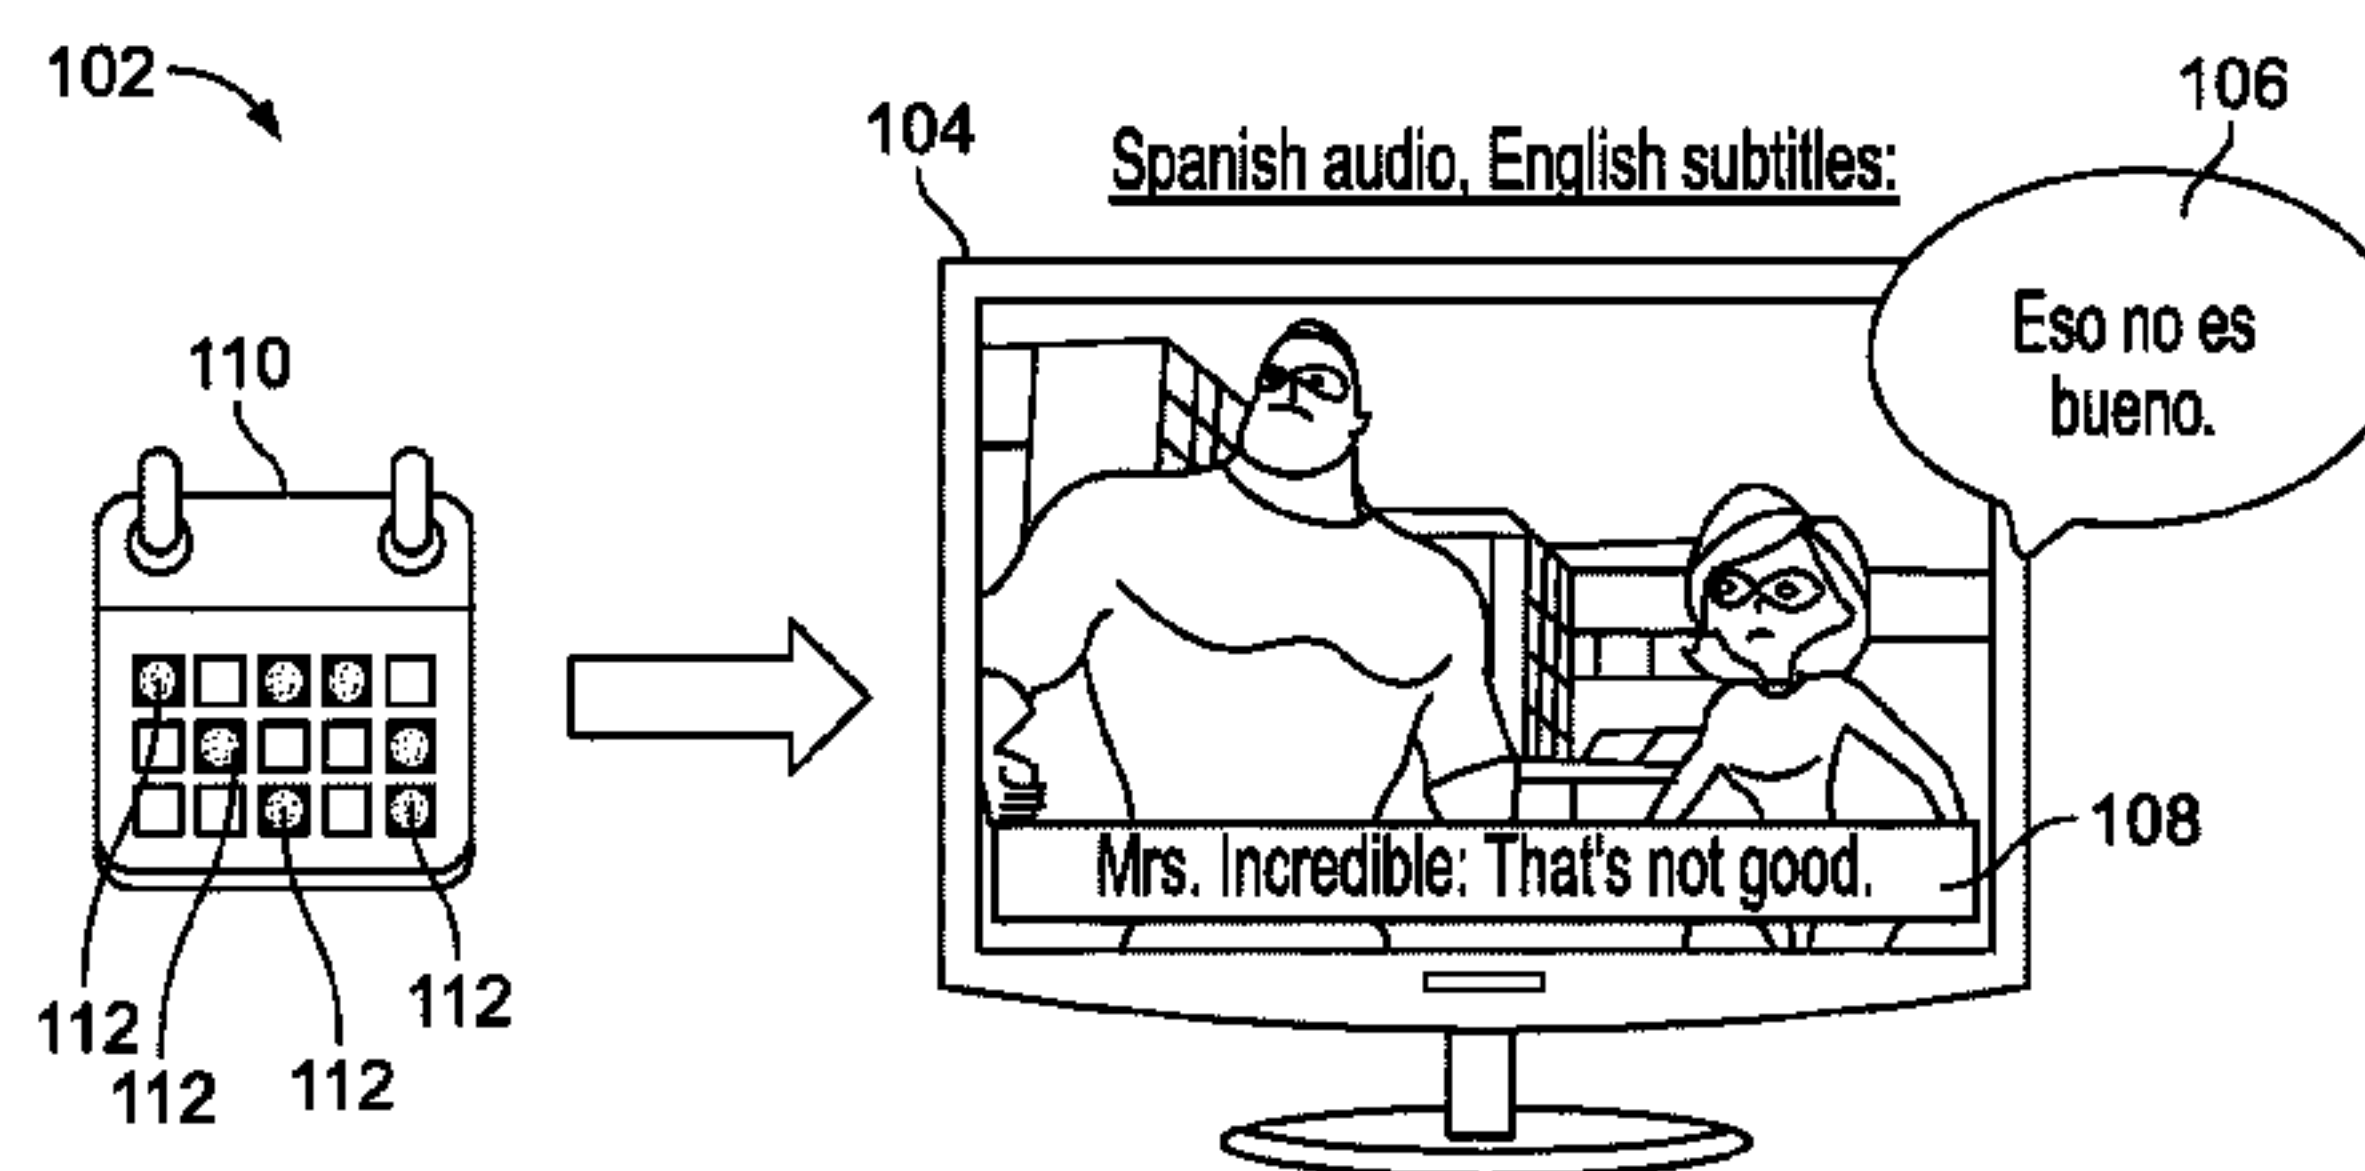 102
104
Spanish audio, English subtitles:
106
Eso no es
bueno.
110
Mrs. Incredible: That's not good.
108
112
112
112
112